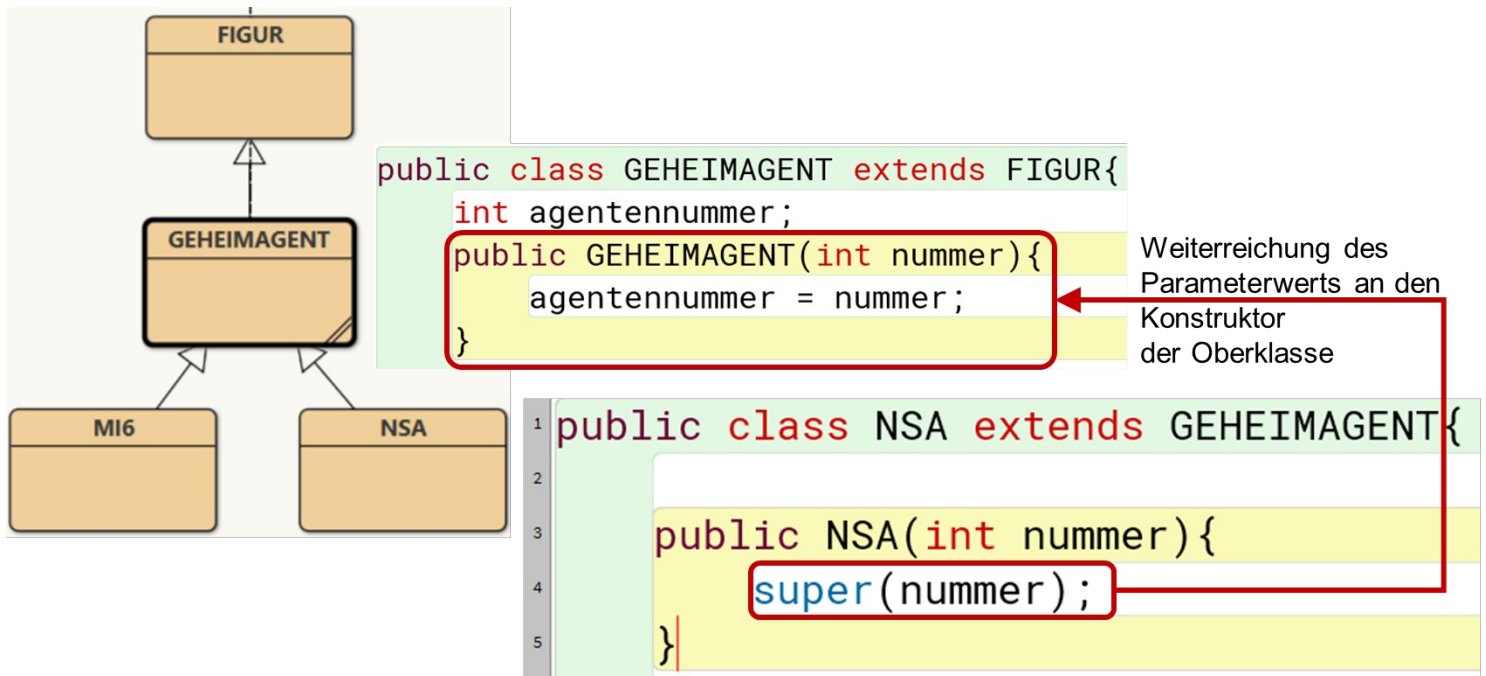 FIGUR
GEHEIMAGENT
MI6
NSA
public class GEHEIMAGENT extends FIGUR{
int agentennummer;
public GEHEIMAGENT(int nummer){
agentennummer = nummer;
}
Weiterreichung des
Parameterwerts an den
Konstruktor
der Oberklasse
1 public class NSA extends GEHEIMAGENT{
2
3 public NSA(int nummer){
4 super(nummer);
5 }